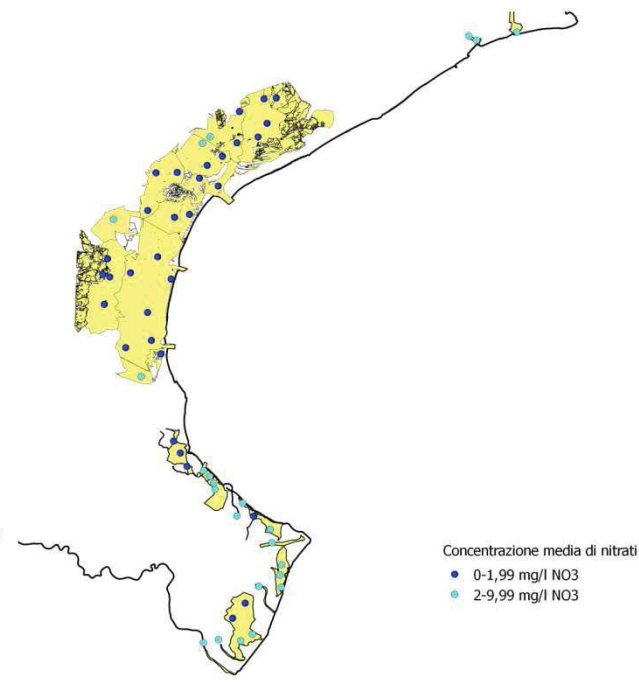 Concentrazione media di nitrati
0-1,99 mg/l NO3
2-9,99 mg/l NO3